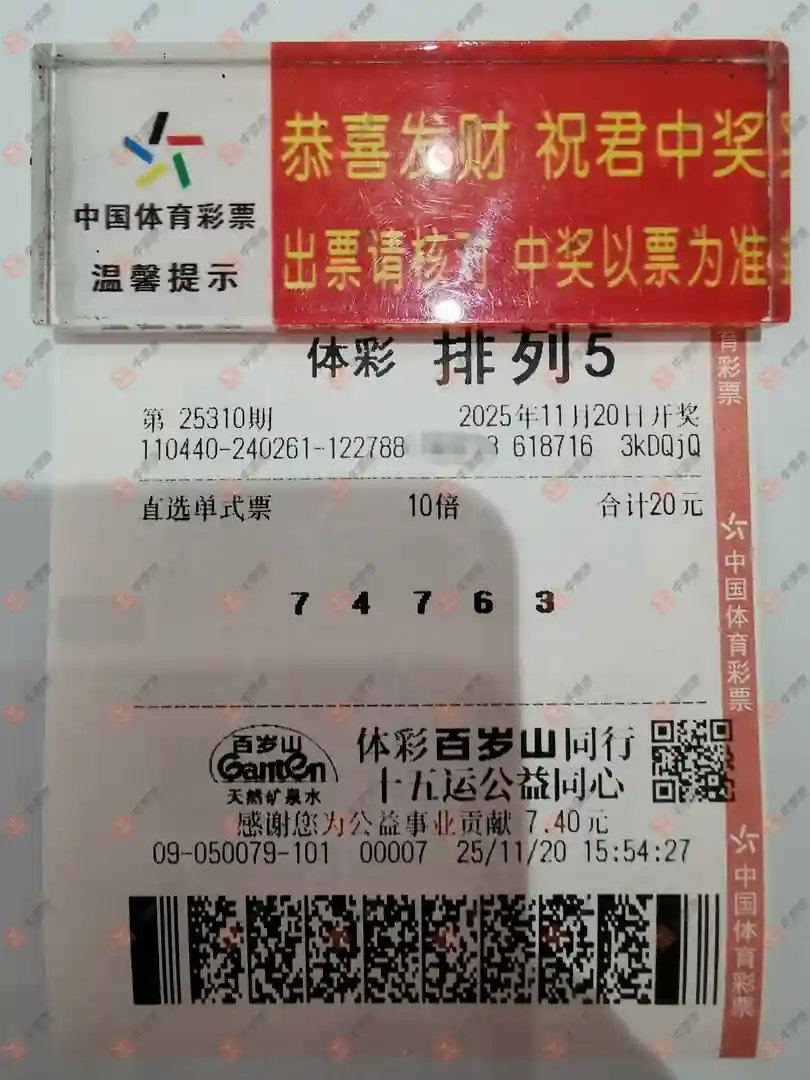 恭喜发财 祝君中奖
中国体育彩票
温馨提示
出票请核对 中奖以票为准
体彩 排列5
第 25310期 2025年11月20日开奖
110440-240261-122788 8 618716 3kDQjQ
直选单式票 10倍 合计20元
7 4 7 6 3
百岁山
Ganten
天然矿泉水
体彩百岁山同行
十五运公益同心
感谢您为公益事业贡献 7.40元
09-050079-101 00007 25/11/20 15:54:27
育彩票
中国体育彩票
中国体育彩票